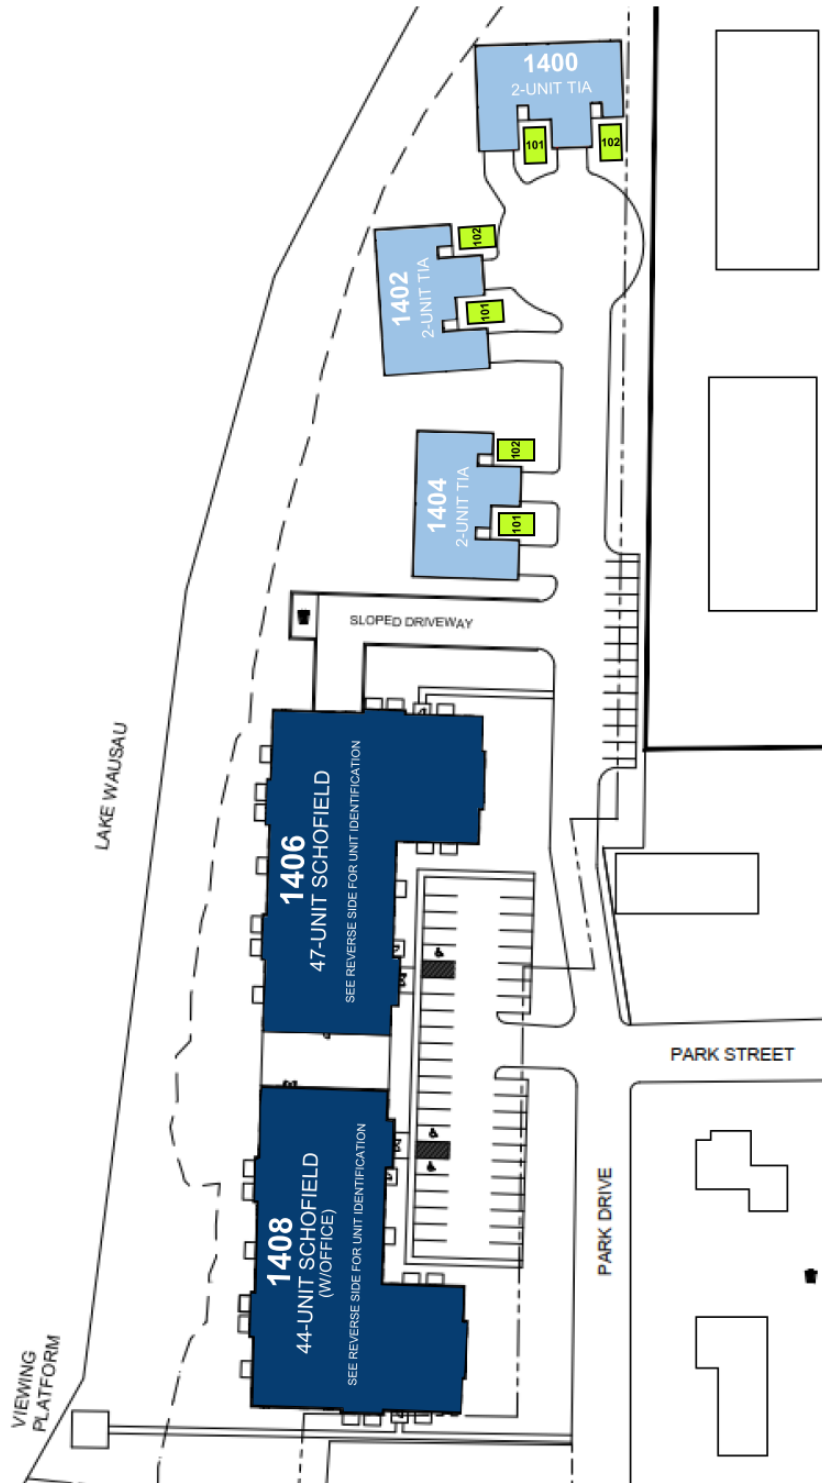 1400
2-UNIT TIA
101
102
1402
2-UNIT TIA
102
101
1404
2-UNIT TIA
102
101
SLOPED DRIVEWAY
LAKE WAUSAU
1406
47-UNIT SCHOFIELD
SEE REVERSE SIDE FOR UNIT IDENTIFICATION
PARK STREET
1408
44-UNIT SCHOFIELD
(W/OFFICE)
SEE REVERSE SIDE FOR UNIT IDENTIFICATION
PARK DRIVE
VIEWING
PLATFORM